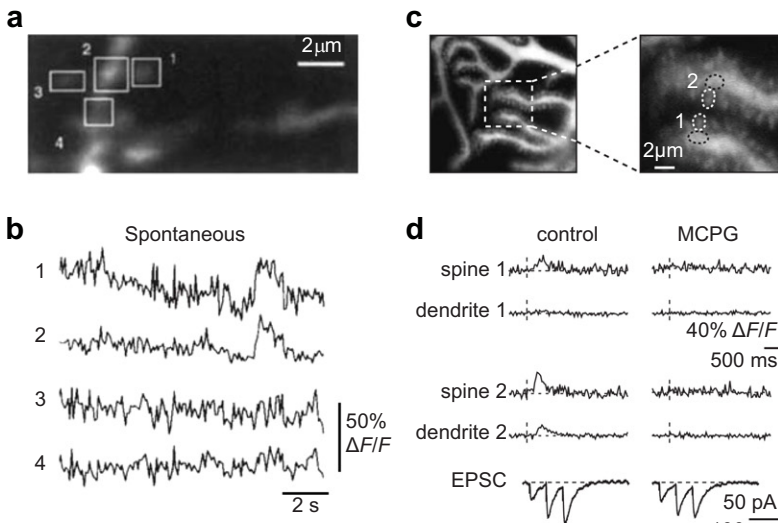 a
2μm
2
1
3
4
b
Spontaneous
1
2
3
4
50%
ΔF/F
2 s
c
2
1
2μm
d
control
MCPG
spine 1
dendrite 1
40% ΔF/F
500 ms
spine 2
dendrite 2
EPSC
50 pA